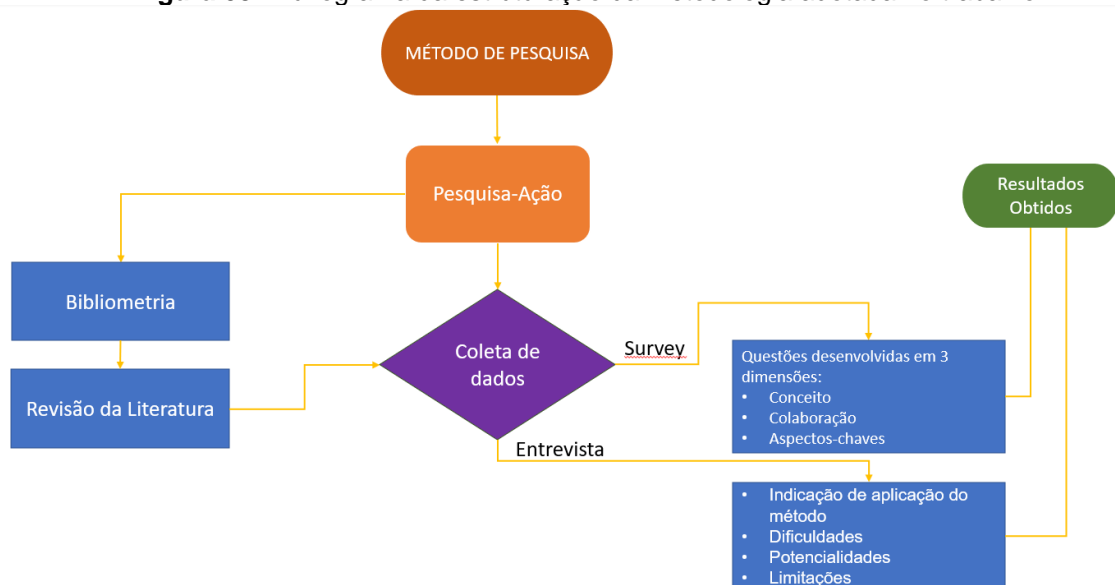 MÉTODO DE PESQUISA
Pesquisa-Ação
Resultados
Obtidos
Bibliometria
Revisão da Literatura
Coleta de
dados
Survey
Questões desenvolvidas em 3
dimensões:
• Conceito
• Colaboração
• Aspectos-chaves
Entrevista
• Indicação de aplicação do
método
• Dificuldades
• Potencialidades
• Limitações